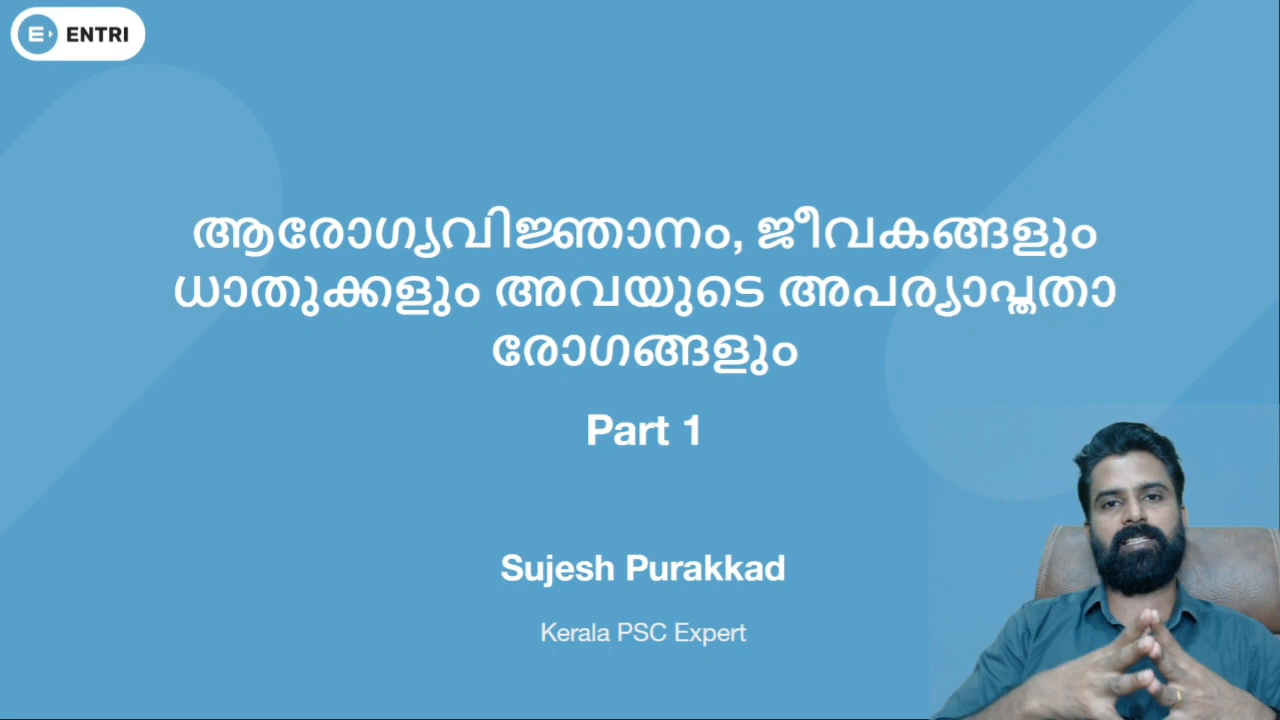 ENTRI
ആരോഗ്യവിജ്ഞാനം, ജീവകങ്ങളും
ധാതുക്കളും അവയുടെ അപര്യാപ്തതാ
രോഗങ്ങളും
Part 1
Sujesh Purakkad
Kerala PSC Expert